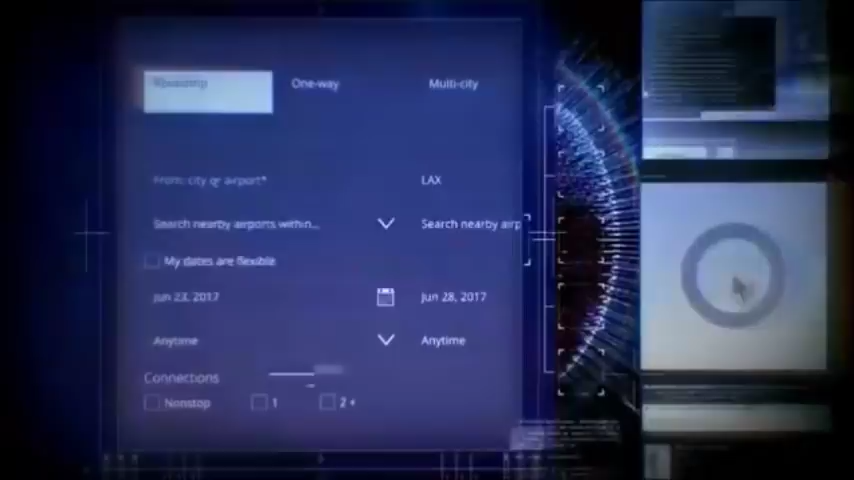 Roundtrip One-way Multi-city
From: city or airport* LAX
Search nearby airports within... Search nearby airp
My dates are flexible
Jun 23, 2017 Jun 28, 2017
Anytime Anytime
Connections
Nonstop 1 2+